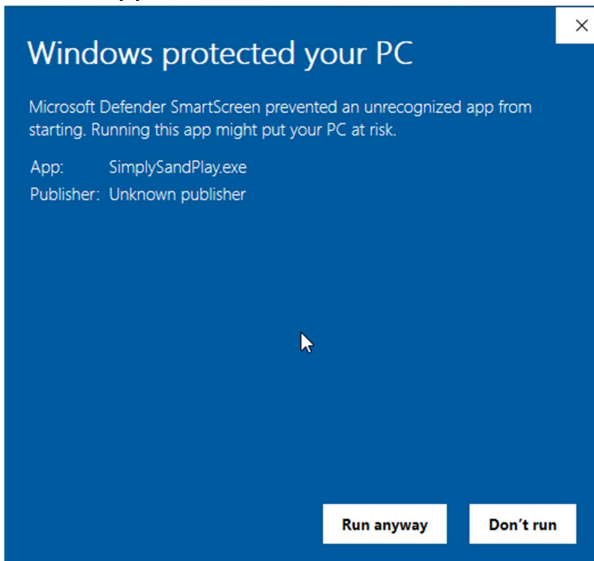 Windows protected your PC
Microsoft Defender SmartScreen prevented an unrecognized app from
starting. Running this app might put your PC at risk.
App: SimplySandPlay.exe
Publisher: Unknown publisher
Run anyway Don't run